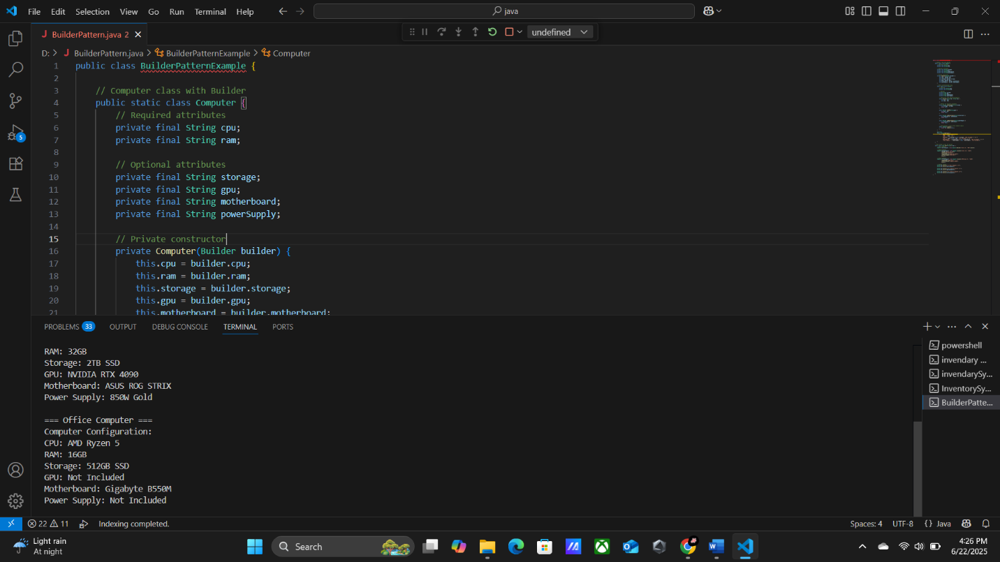 File Edit Selection View Go Run Terminal Help
java
BuilderPattern.java 2
undefined
D: > BuilderPattern.java > BuilderPatternExample > Computer
1 public class BuilderPatternExample {
2
3 // Computer class with Builder
4 public static class Computer {
5 // Required attributes
6 private final String cpu;
7 private final String ram;
8
9 // Optional attributes
10 private final String storage;
11 private final String gpu;
12 private final String motherboard;
13 private final String powerSupply;
14
15 // Private constructor
16 private Computer(Builder builder) {
17 this.cpu = builder.cpu;
18 this.ram = builder.ram;
19 this.storage = builder.storage;
20 this.gpu = builder.gpu;
21 this.motherboard = builder.motherboard;
5
PROBLEMS 33 OUTPUT DEBUG CONSOLE TERMINAL PORTS
RAM: 32GB
Storage: 2TB SSD
GPU: NVIDIA RTX 4090
Motherboard: ASUS ROG STRIX
Power Supply: 850W Gold
=== Office Computer ===
Computer Configuration:
CPU: AMD Ryzen 5
RAM: 16GB
Storage: 512GB SSD
GPU: Not Included
Motherboard: Gigabyte B550M
Power Supply: Not Included
powershell
invendary ...
invendarySy...
InventorySy...
BuilderPatte...
22 11 Indexing completed.
Spaces: 4 UTF-8 {} Java
Light rain
At night
Search
4:26 PM
6/22/2025